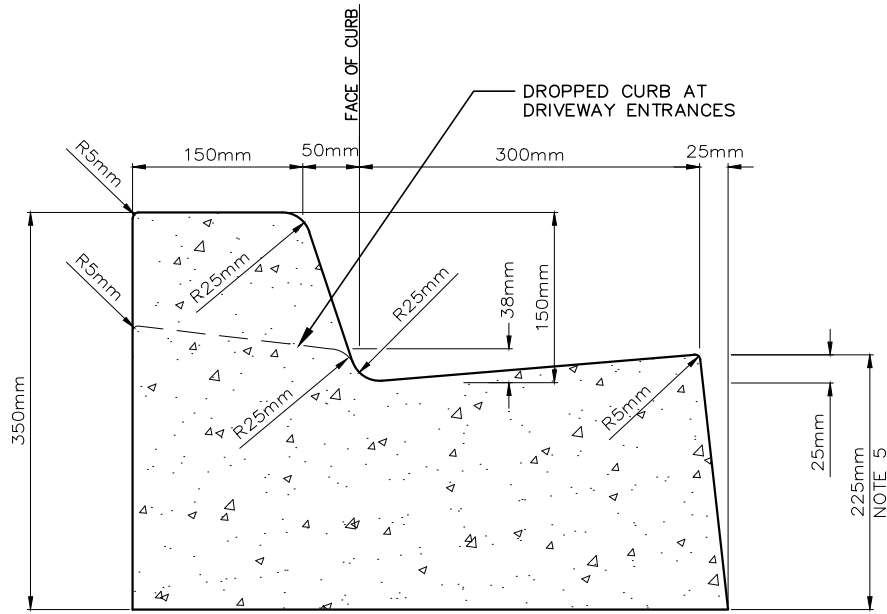 FACE OF CURB
DROPPED CURB AT
DRIVEWAY ENTRANCES
R5mm
150mm
50mm
300mm
25mm
R5mm
R25mm
R25mm
38mm
150mm
350mm
R25mm
R5mm
25mm
225mm
NOTE 5